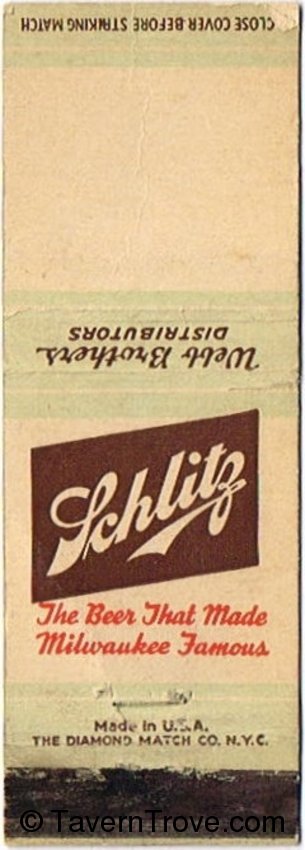 CLOSE COVER BEFORE STRIKING MATCH
Webb Brothers
DISTRIBUTORS
Schlitz
The Beer That Made
Milwaukee Famous
Made in U.S.A.
THE DIAMOND MATCH CO. N.Y.C.
© TavernTrove.com